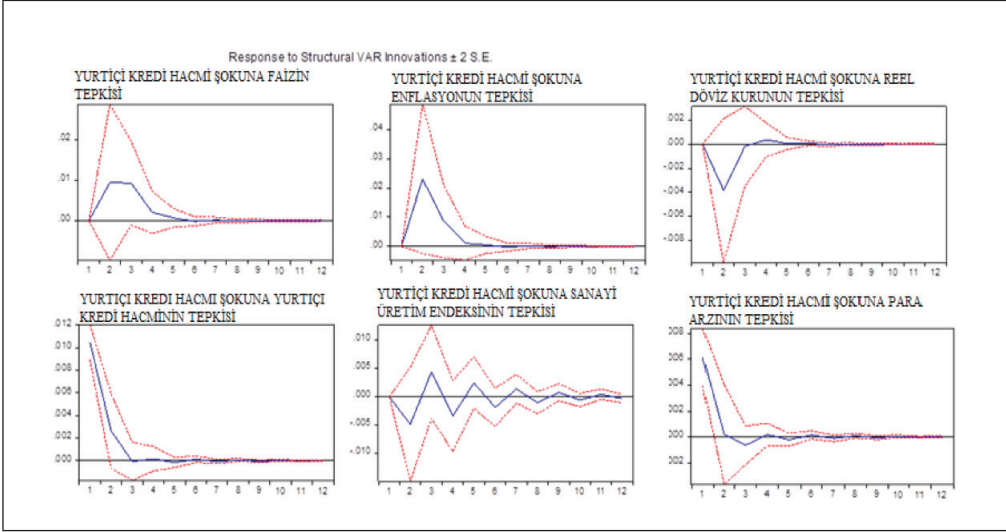 Response to Structural VAR Innovations ± 2 S.E.
YURTİÇİ KREDİ HACMİ ŞOKUNA FAİZİN
TEPKİSİ
.02
.01
.00
1 2 3 4 5 6 7 8 9 10 11 12
YURTİÇİ KREDİ HACMİ ŞOKUNA
ENFLASYONUN TEPKİSİ
.04
.03
.02
.01
.00
1 2 3 4 5 6 7 8 9 10 11 12
YURTİÇİ KREDİ HACMİ ŞOKUNA REEL
DÖVİZ KURUNUN TEPKİSİ
.002
.000
-.002
-.004
-.006
-.008
1 2 3 4 5 6 7 8 9 10 11 12
YURTİÇİ KREDI HACMI ŞOKUNA YURTIÇI
KREDİ HACMİNİN TEPKİSİ
.012
.010
.008
.006
.004
.002
.000
1 2 3 4 5 6 7 8 9 10 11 12
YURTİÇİ KREDİ HACMİ ŞOKUNA SANAYİ
ÜRETİM ENDEKSİNİN TEPKİSİ
.010
.005
.000
-.005
-.010
1 2 3 4 5 6 7 8 9 10 11 12
YURTİÇİ KREDİ HACMİ ŞOKUNA PARA
ARZININ TEPKİSİ
008
006
004
002
000
002
1 2 3 4 5 6 7 8 9 10 11 12